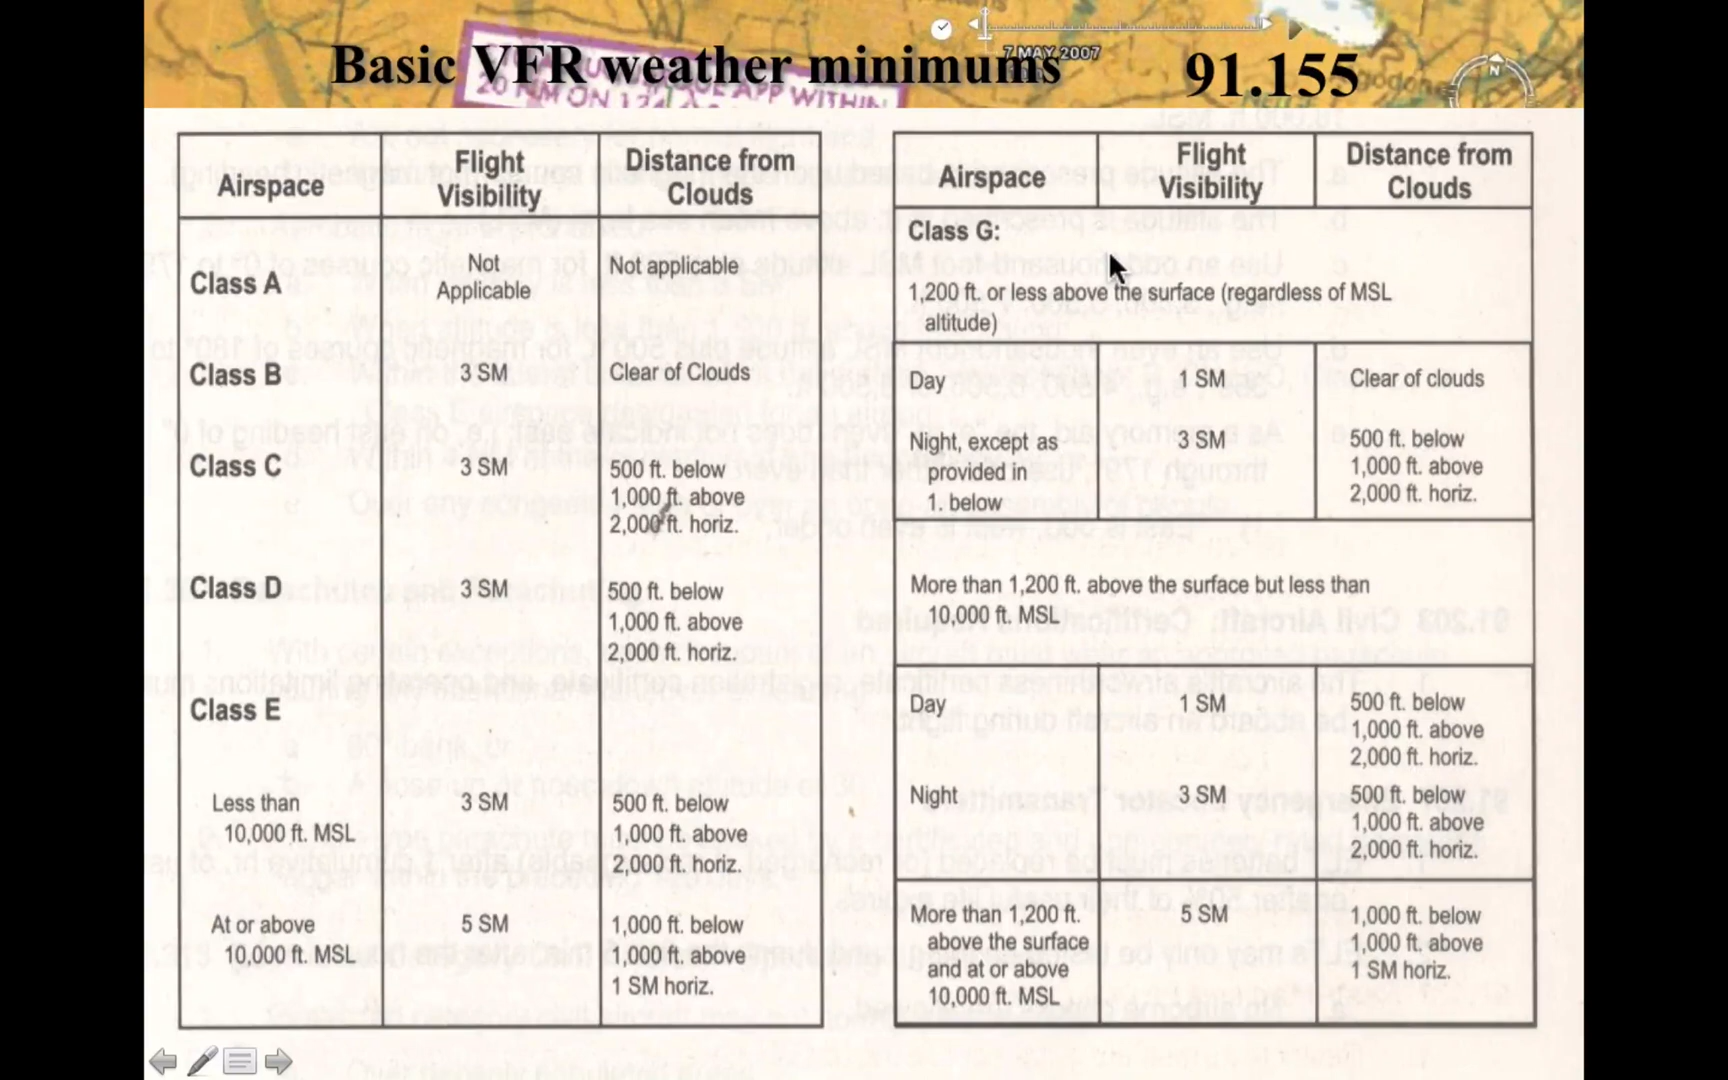 7 MAY 2007
Basic VFR weather minimums 91.155
20 NM ON
APP WITHIN
N
Airspace
Flight
Visibility
Distance from
Clouds
Class A
Not
Applicable
Not applicable
Class B
3 SM
Clear of Clouds
Class C
3 SM
500 ft. below
1,000 ft. above
2,000 ft. horiz.
Class D
3 SM
500 ft. below
1,000 ft. above
2,000 ft. horiz.
Class E
Less than
10,000 ft. MSL
3 SM
500 ft. below
1,000 ft. above
2,000 ft. horiz.
At or above
10,000 ft. MSL
5 SM
1,000 ft. below
1,000 ft. above
1 SM horiz.
Airspace
Flight
Visibility
Distance from
Clouds
Class G:
1,200 ft. or less above the surface (regardless of MSL
altitude)
Day
1 SM
Clear of clouds
Night, except as
provided in
1. below
3 SM
500 ft. below
1,000 ft. above
2,000 ft. horiz.
More than 1,200 ft. above the surface but less than
10,000 ft. MSL
Day
1 SM
500 ft. below
1,000 ft. above
2,000 ft. horiz.
Night
3 SM
500 ft. below
1,000 ft. above
2,000 ft. horiz.
More than 1,200 ft.
above the surface
and at or above
10,000 ft. MSL
5 SM
1,000 ft. below
1,000 ft. above
1 SM horiz.